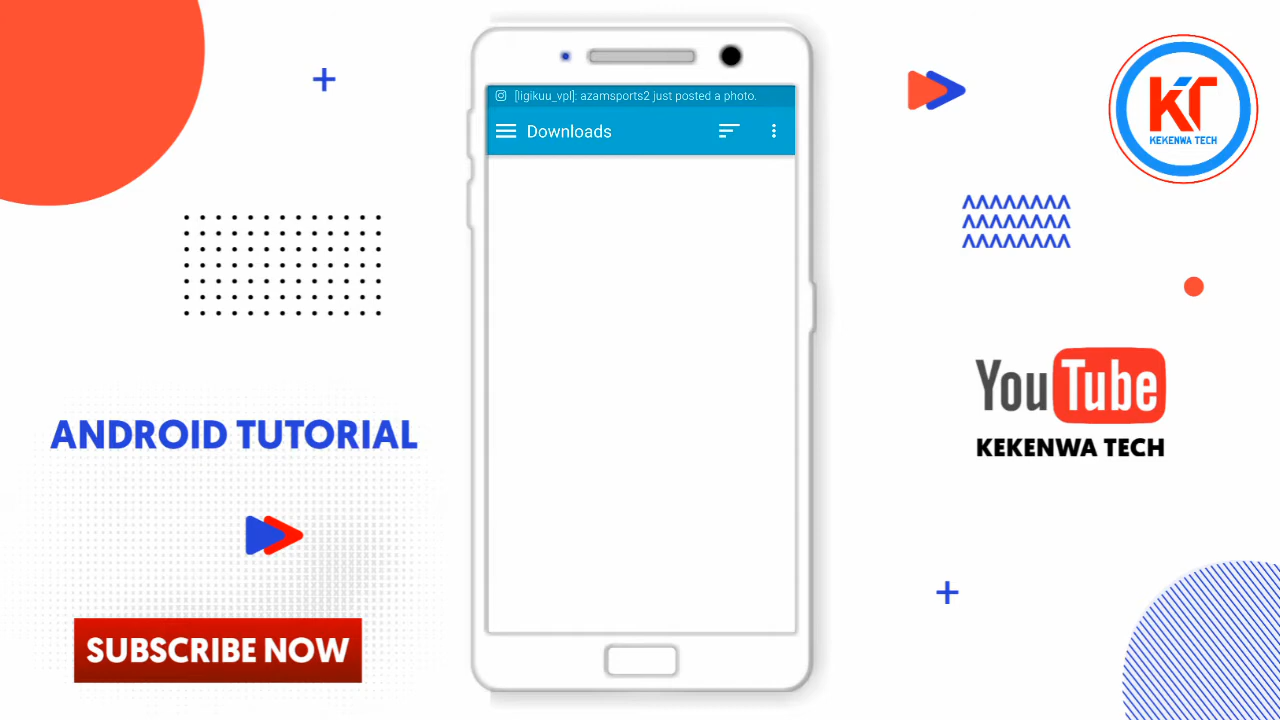 [ligikuu_vpl]: azamsports2 just posted a photo.
Downloads
KT
KEKENWA TECH
YouTube
KEKENWA TECH
ANDROID TUTORIAL
SUBSCRIBE NOW